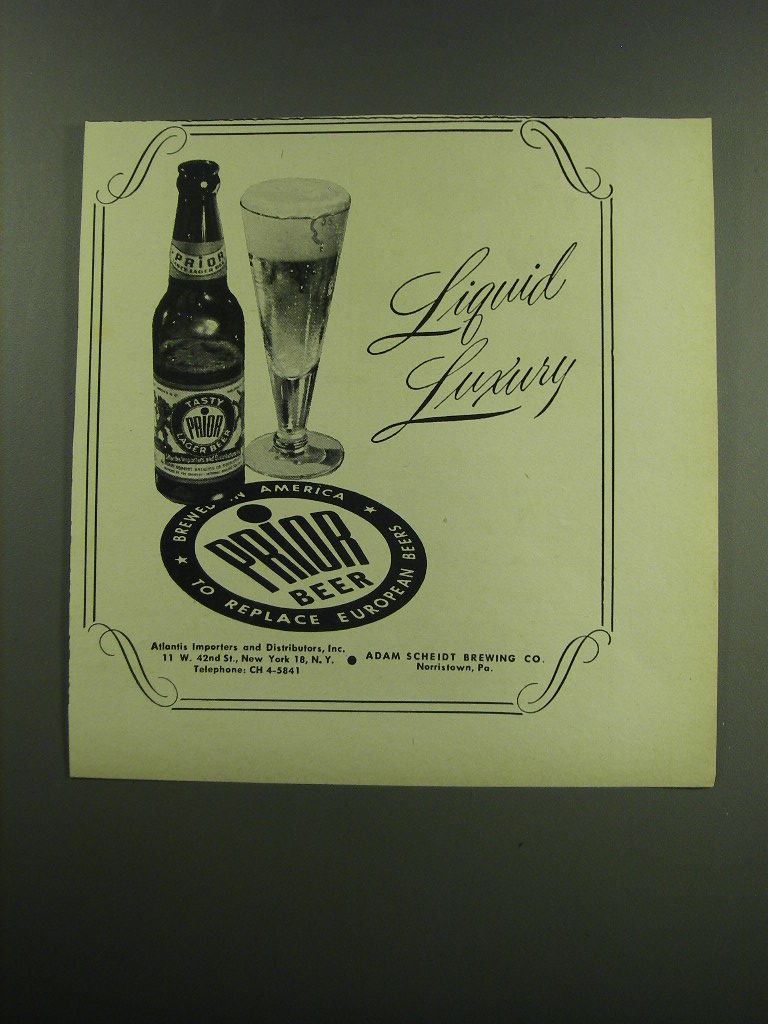 PRIOR
Liquid
Luxury
TASTY
PRIOR
LAGER BEER
BREWED IN AMERICA
PRIOR
BEER
TO REPLACE EUROPEAN BEERS
Atlantis Importers and Distributors, Inc.
11 W. 42nd St., New York 18, N. Y.
Telephone: CH 4-5841
ADAM SCHEIDT BREWING CO.
Norristown, Pa.